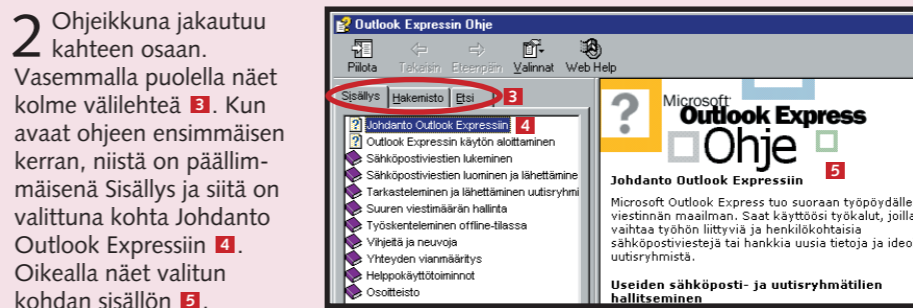 2 Ohjeikkuna jakautuu
kahteen osaan.
Vasemmalla puolella näet
kolme välilehteä 3. Kun
avaat ohjeen ensimmäisen
kerran, niistä on päällim-
mäisenä Sisällys ja siitä on
valittuna kohta Johdanto
Outlook Expressiin 4.
Oikealla näet valitun
kohdan sisällön 5.
Outlook Expressin Ohje
Piilota Takaisin Eteenpäin Valinnat Web Help
Sisällys Hakemisto Etsi 3
Johdanto Outlook Expressiin 4
Outlook Expressin käytön aloittaminen
Sähköpostiviestien lukeminen
Sähköpostiviestien luominen ja lähettämine
Tarkasteleminen ja lähettäminen uutisryhmi
Suuren viestimäärän hallinta
Työskenteleminen offline-tilassa
Vihjeitä ja neuvoja
Yhteyden vianmääritys
Helppokäyttötoiminnot
Osoitteisto
Microsoft
Outlook Express
Ohje
5
Johdanto Outlook Expressiin
Microsoft Outlook Express tuo suoraan työpöydälle
viestinnän maailman. Saat käyttöösi työkalut, joilla
vaihtaa työhön liittyviä ja henkilökohtaisia
sähköpostiviestejä tai hankkia uusia tietoja ja ideo
uutisryhmistä.
Useiden sähköposti- ja uutisryhmätilien
hallitseminen